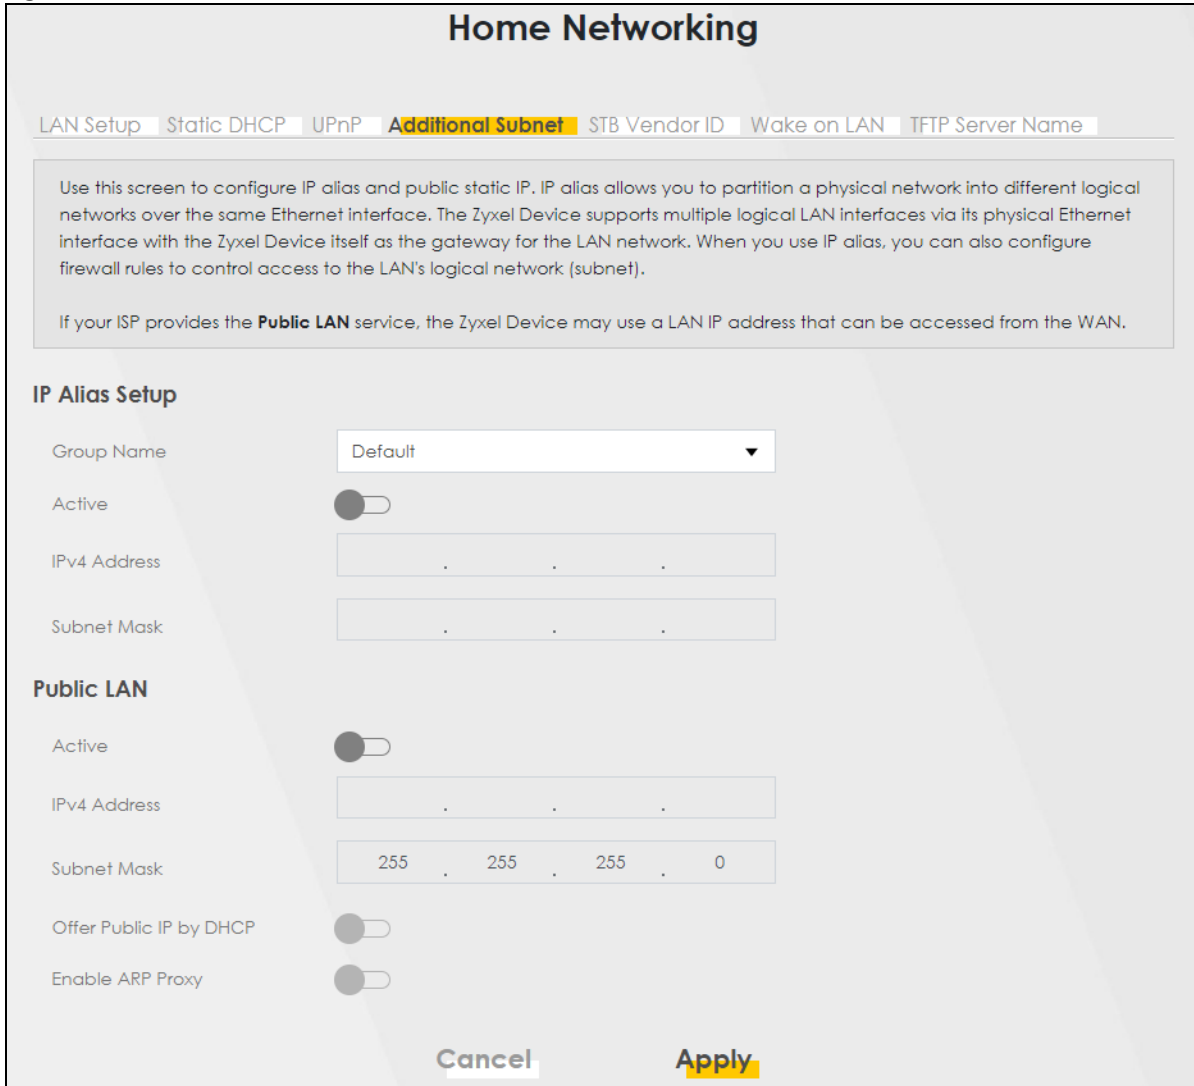 Home Networking
LAN Setup Static DHCP UPnP Additional Subnet STB Vendor ID Wake on LAN TFTP Server Name
Use this screen to configure IP alias and public static IP. IP alias allows you to partition a physical network into different logical
networks over the same Ethernet interface. The Zyxel Device supports multiple logical LAN interfaces via its physical Ethernet
interface with the Zyxel Device itself as the gateway for the LAN network. When you use IP alias, you can also configure
firewall rules to control access to the LAN's logical network (subnet).
If your ISP provides the Public LAN service, the Zyxel Device may use a LAN IP address that can be accessed from the WAN.
IP Alias Setup
Group Name Default
Active
IPv4 Address . . .
Subnet Mask . . .
Public LAN
Active
IPv4 Address . . .
Subnet Mask 255 . 255 . 255 . 0
Offer Public IP by DHCP
Enable ARP Proxy
Cancel Apply